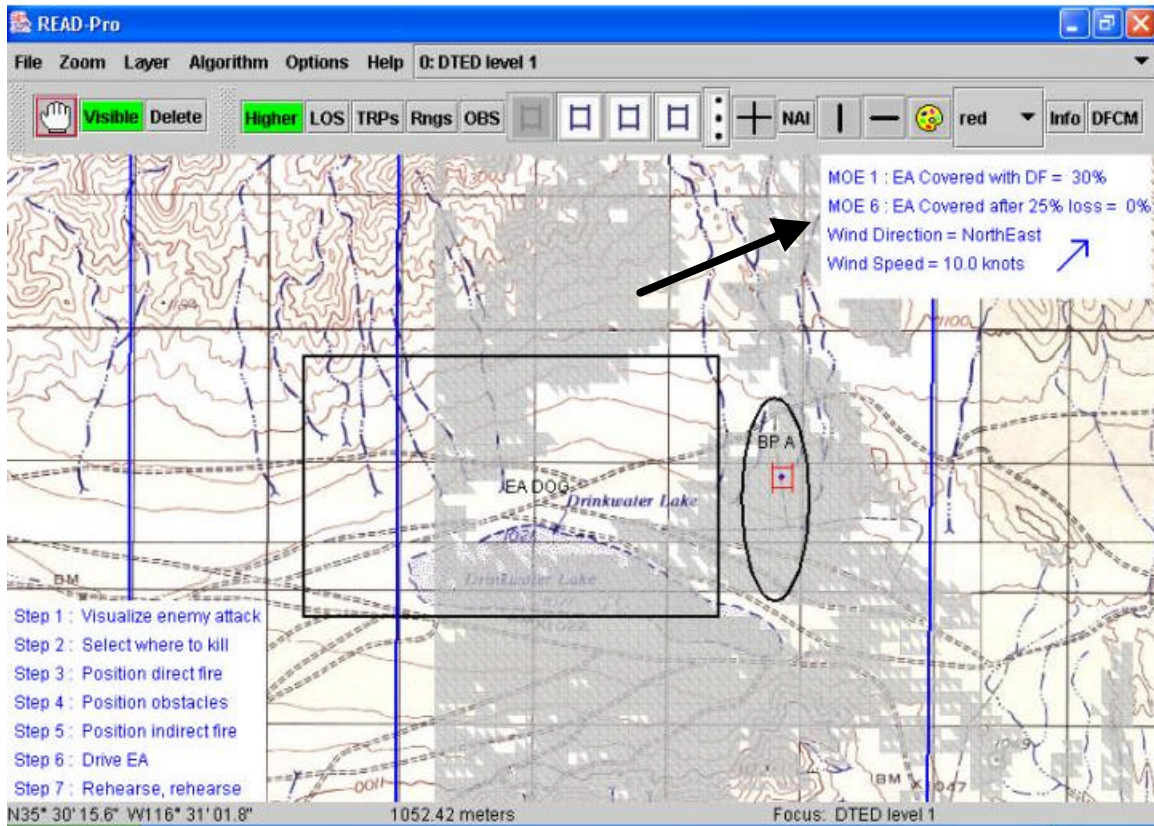 READ-Pro
File Zoom Layer Algorithm Options Help 0: DTED level 1
Visible Delete Higher LOS TRPs Rngs OBS NAI red Info DFCM
MOE 1 : EA Covered with DF = 30%
MOE 6 : EA Covered after 25% loss = 0%
Wind Direction = NorthEast
Wind Speed = 10.0 knots
1100
BP A
EA DOG
Drinkwater Lake
Drinkwater Lake
BM
Step 1 : Visualize enemy attack
Step 2 : Select where to kill
Step 3 : Position direct fire
Step 4 : Position obstacles
Step 5 : Position indirect fire
Step 6 : Drive EA
Step 7 : Rehearse, rehearse
BM
N35° 30' 15.6" W116° 31' 01.8" 1052.42 meters Focus: DTED level 1